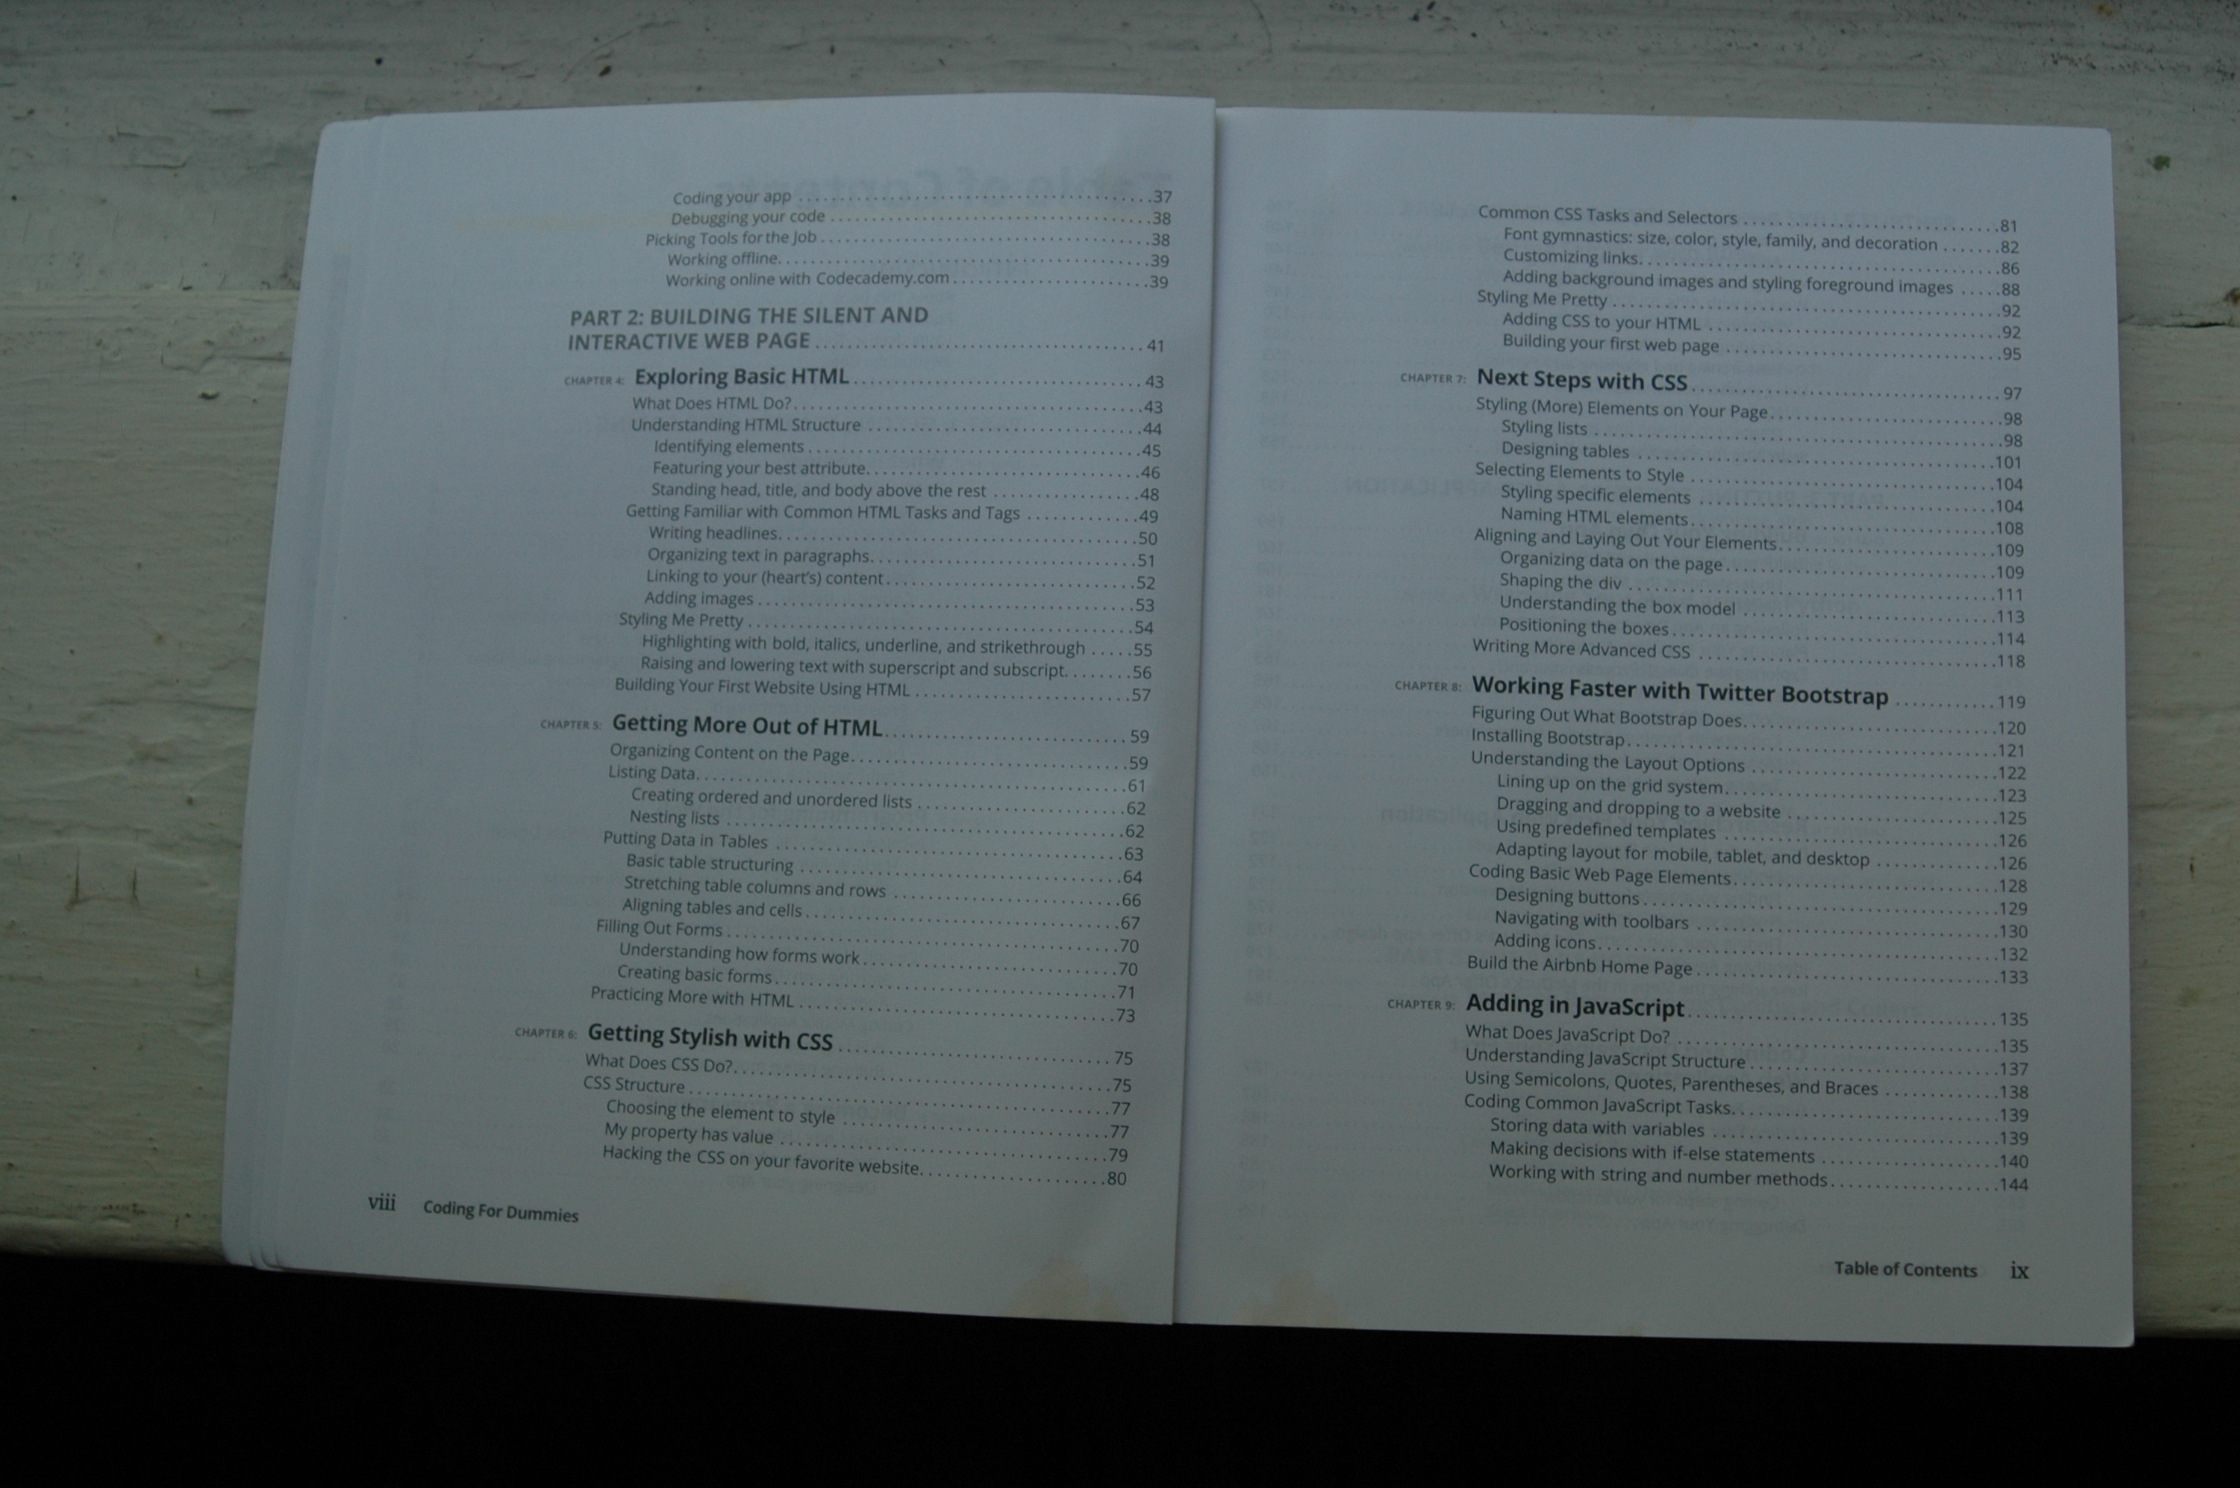 Coding your app . . . . . . . . . . . . . . . . . . . . . . . .37
Debugging your code . . . . . . . . . . . . . . . . . . . . . .38
Picking Tools for the Job . . . . . . . . . . . . . . . . . . . .38
Working offline. . . . . . . . . . . . . . . . . . . . . . . . .39
Working online with Codecademy.com . . . . . . . . . . . . . . .39
PART 2: BUILDING THE SILENT AND
INTERACTIVE WEB PAGE . . . . . . . . . . . . . . . . . . . . . 41
CHAPTER 4: Exploring Basic HTML . . . . . . . . . . . . . . . . 43
What Does HTML Do? . . . . . . . . . . . . . . . . . . . . . . .43
Understanding HTML Structure . . . . . . . . . . . . . . . . . .44
Identifying elements . . . . . . . . . . . . . . . . . . . . . .45
Featuring your best attribute. . . . . . . . . . . . . . . . . .46
Standing head, title, and body above the rest . . . . . . . . . .48
Getting Familiar with Common HTML Tasks and Tags . . . . . . . .49
Writing headlines. . . . . . . . . . . . . . . . . . . . . . . .50
Organizing text in paragraphs. . . . . . . . . . . . . . . . . .51
Linking to your (heart's) content . . . . . . . . . . . . . . . .52
Adding images . . . . . . . . . . . . . . . . . . . . . . . . .53
Styling Me Pretty . . . . . . . . . . . . . . . . . . . . . . .54
Highlighting with bold, italics, underline, and strikethrough . . . . .55
Raising and lowering text with superscript and subscript. . . . . . .56
Building Your First Website Using HTML . . . . . . . . . . . . .57
CHAPTER 5: Getting More Out of HTML . . . . . . . . . . . . . . 59
Organizing Content on the Page. . . . . . . . . . . . . . . . . .59
Listing Data. . . . . . . . . . . . . . . . . . . . . . . . . .61
Creating ordered and unordered lists . . . . . . . . . . . . . .62
Nesting lists . . . . . . . . . . . . . . . . . . . . . . . . .62
Putting Data in Tables . . . . . . . . . . . . . . . . . . . . .63
Basic table structuring . . . . . . . . . . . . . . . . . . . . .64
Stretching table columns and rows . . . . . . . . . . . . . . . .66
Aligning tables and cells . . . . . . . . . . . . . . . . . . . .67
Filling Out Forms . . . . . . . . . . . . . . . . . . . . . . .70
Understanding how forms work . . . . . . . . . . . . . . . . . .70
Creating basic forms. . . . . . . . . . . . . . . . . . . . . . .71
Practicing More with HTML . . . . . . . . . . . . . . . . . . . .73
CHAPTER 6: Getting Stylish with CSS . . . . . . . . . . . . . . 75
What Does CSS Do?. . . . . . . . . . . . . . . . . . . . . . . .75
CSS Structure . . . . . . . . . . . . . . . . . . . . . . . . .77
Choosing the element to style . . . . . . . . . . . . . . . . . .77
My property has value . . . . . . . . . . . . . . . . . . . . . .79
Hacking the CSS on your favorite website. . . . . . . . . . . . .80
viii Coding For Dummies
Common CSS Tasks and Selectors . . . . . . . . . . . . . . . . .81
Font gymnastics: size, color, style, family, and decoration . . . . . .82
Customizing links. . . . . . . . . . . . . . . . . . . . . . . .86
Adding background images and styling foreground images . . . . .88
Styling Me Pretty . . . . . . . . . . . . . . . . . . . . . . .92
Adding CSS to your HTML . . . . . . . . . . . . . . . . . . . . .92
Building your first web page . . . . . . . . . . . . . . . . . .95
CHAPTER 7: Next Steps with CSS . . . . . . . . . . . . . . . . . 97
Styling (More) Elements on Your Page. . . . . . . . . . . . . . .98
Styling lists . . . . . . . . . . . . . . . . . . . . . . . . .98
Designing tables . . . . . . . . . . . . . . . . . . . . . . . .101
Selecting Elements to Style . . . . . . . . . . . . . . . . . . .104
Styling specific elements . . . . . . . . . . . . . . . . . . . .104
Naming HTML elements . . . . . . . . . . . . . . . . . . . . . .108
Aligning and Laying Out Your Elements. . . . . . . . . . . . . . .109
Organizing data on the page . . . . . . . . . . . . . . . . . . .109
Shaping the div . . . . . . . . . . . . . . . . . . . . . . . . .111
Understanding the box model . . . . . . . . . . . . . . . . . . .113
Positioning the boxes . . . . . . . . . . . . . . . . . . . . . .114
Writing More Advanced CSS . . . . . . . . . . . . . . . . . . . .118
CHAPTER 8: Working Faster with Twitter Bootstrap . . . . . . . . 119
Figuring Out What Bootstrap Does. . . . . . . . . . . . . . . . .120
Installing Bootstrap. . . . . . . . . . . . . . . . . . . . . . .121
Understanding the Layout Options . . . . . . . . . . . . . . . . .122
Lining up on the grid system. . . . . . . . . . . . . . . . . . .123
Dragging and dropping to a website . . . . . . . . . . . . . . . .125
Using predefined templates . . . . . . . . . . . . . . . . . . . .126
Adapting layout for mobile, tablet, and desktop . . . . . . . . . .126
Coding Basic Web Page Elements. . . . . . . . . . . . . . . . . .128
Designing buttons . . . . . . . . . . . . . . . . . . . . . . . .129
Navigating with toolbars . . . . . . . . . . . . . . . . . . . . .130
Adding icons. . . . . . . . . . . . . . . . . . . . . . . . . . .132
Build the Airbnb Home Page . . . . . . . . . . . . . . . . . . . .133
CHAPTER 9: Adding in JavaScript . . . . . . . . . . . . . . . . . 135
What Does JavaScript Do? . . . . . . . . . . . . . . . . . . . . .135
Understanding JavaScript Structure . . . . . . . . . . . . . . . .137
Using Semicolons, Quotes, Parentheses, and Braces . . . . . . . . .138
Coding Common JavaScript Tasks. . . . . . . . . . . . . . . . . .139
Storing data with variables . . . . . . . . . . . . . . . . . . .139
Making decisions with if-else statements . . . . . . . . . . . . .140
Working with string and number methods . . . . . . . . . . . . . .144
Table of Contents ix